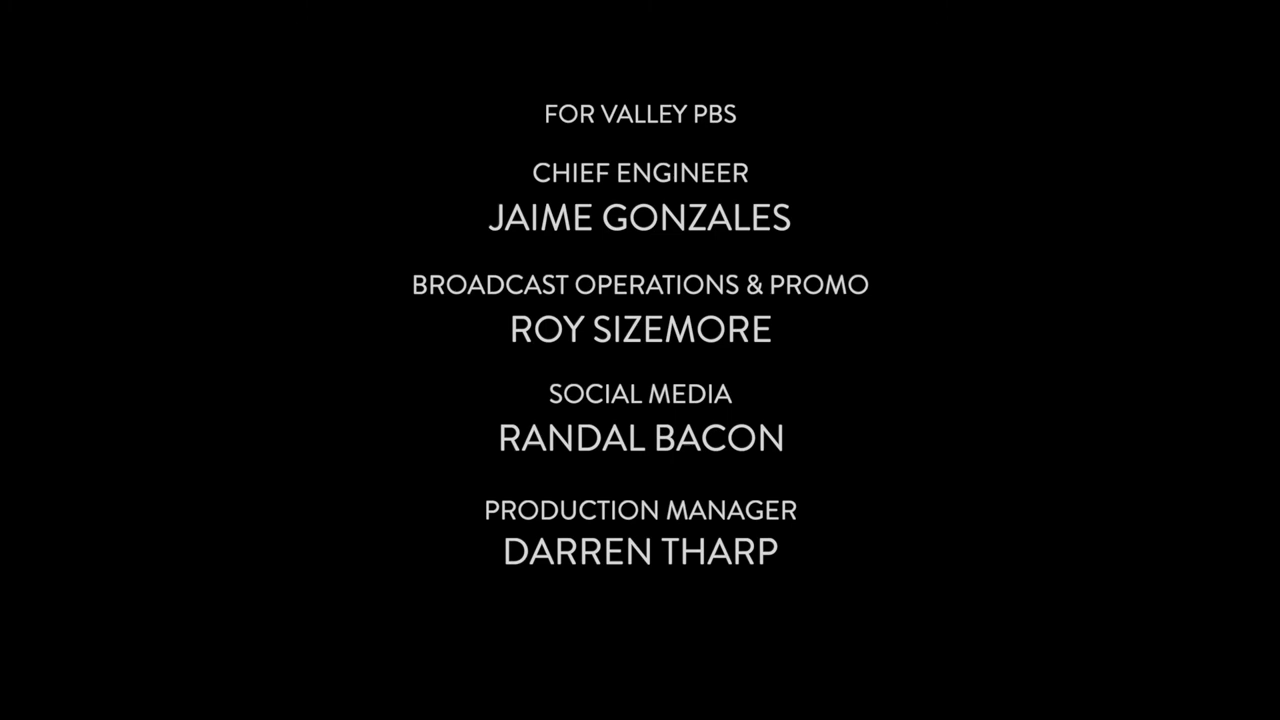 FOR VALLEY PBS
CHIEF ENGINEER
JAIME GONZALES
BROADCAST OPERATIONS & PROMO
ROY SIZEMORE
SOCIAL MEDIA
RANDAL BACON
PRODUCTION MANAGER
DARREN THARP